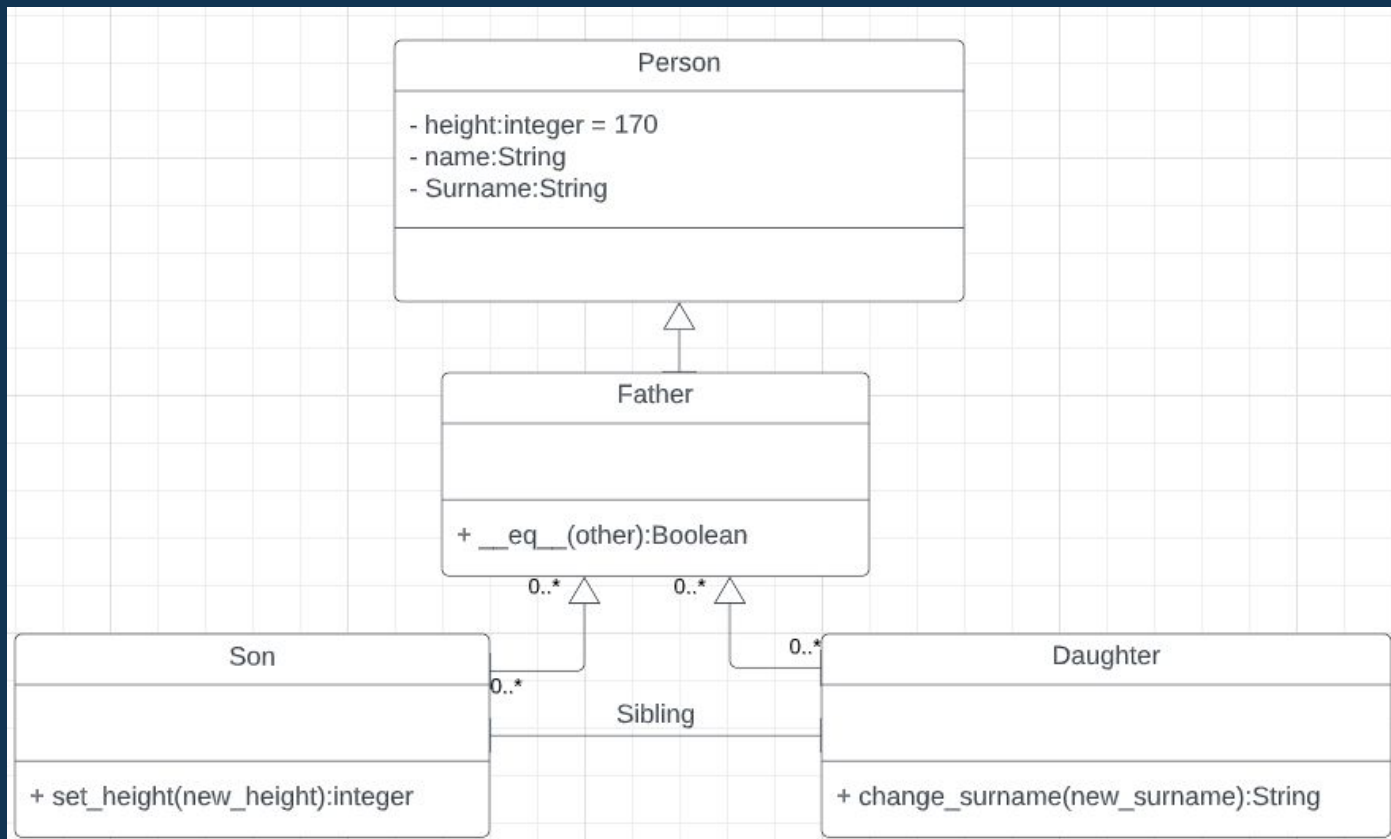 Person
- height:integer = 170
- name:String
- Surname:String
Father
+ __eq__(other):Boolean
0..*
0..*
Son
0..*
0..*
Daughter
Sibling
+ set_height(new_height):integer
+ change_surname(new_surname):String